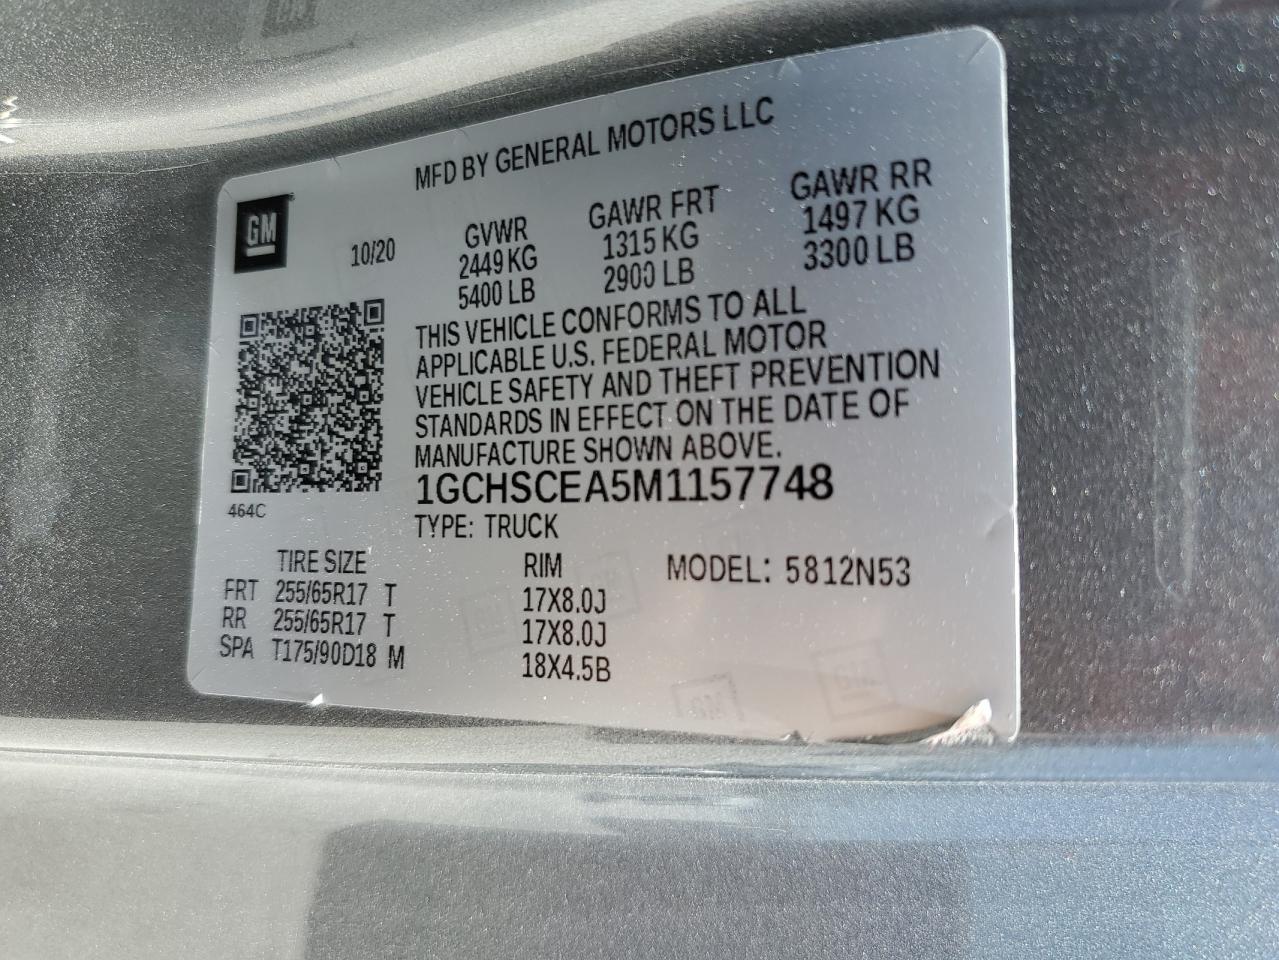 MFD BY GENERAL MOTORS LLC
GM
10/20
GVWR
2449 KG
5400 LB
GAWR FRT
1315 KG
2900 LB
GAWR RR
1497 KG
3300 LB
THIS VEHICLE CONFORMS TO ALL
APPLICABLE U.S. FEDERAL MOTOR
VEHICLE SAFETY AND THEFT PREVENTION
STANDARDS IN EFFECT ON THE DATE OF
MANUFACTURE SHOWN ABOVE.
1GCHSCEA5M1157748
464C
TYPE: TRUCK
TIRE SIZE RIM MODEL: 5812N53
FRT 255/65R17 T 17X8.0J
RR 255/65R17 T 17X8.0J
SPA T175/90D18 M 18X4.5B